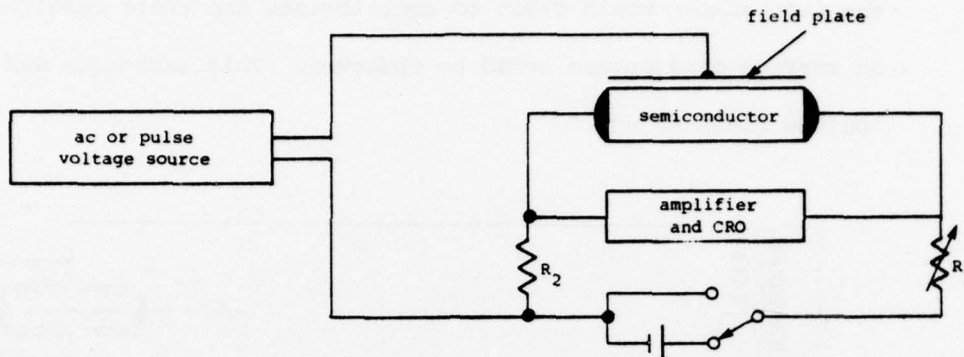 field plate
ac or pulse
voltage source
semiconductor
amplifier
and CRO
R2
R